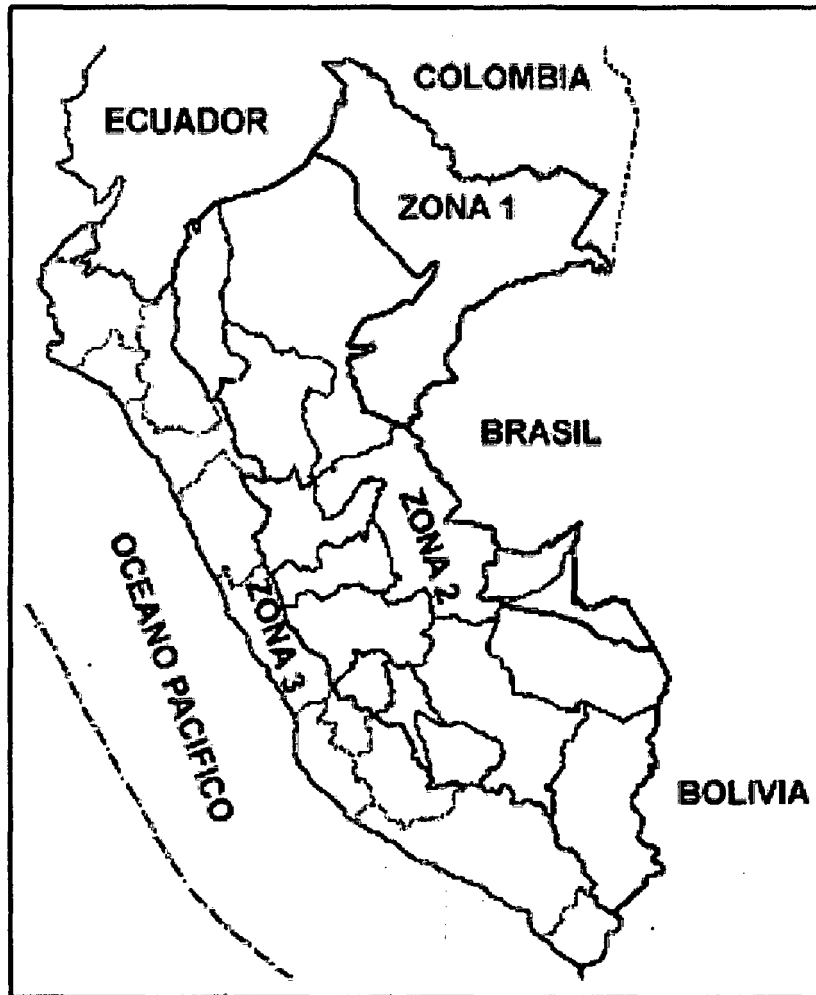 COLOMBIA
ECUADOR
ZONA 1
BRASIL
ZONA 2
OCEANO PACIFICO
ZONA 3
BOLIVIA